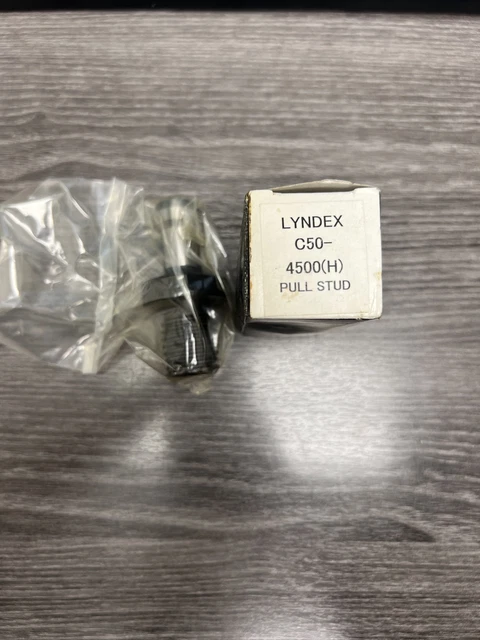 LYNDEX
C50-
4500(H)
PULL STUD